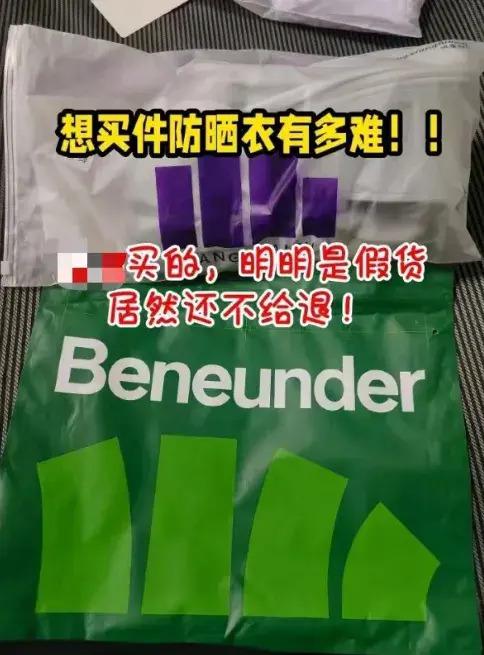 想买件防晒衣有多难！！
买的，明明是假货
居然还不给退！
Beneunder